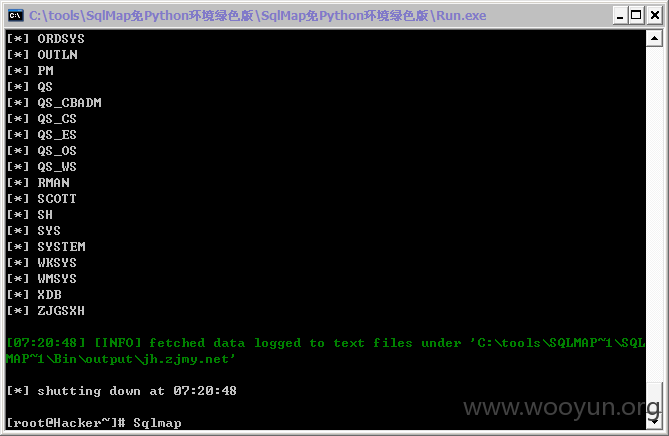 C:\tools\SqlMap免Python环境绿色版\SqlMap免Python环境绿色版\Run.exe
[*] ORDSYS
[*] OUTLN
[*] PM
[*] QS
[*] QS_CBADM
[*] QS_CS
[*] QS_ES
[*] QS_OS
[*] QS_WS
[*] RMAN
[*] SCOTT
[*] SH
[*] SYS
[*] SYSTEM
[*] WKSYS
[*] WMSYS
[*] XDB
[*] ZJGSXH
[07:20:48] [INFO] fetched data logged to text files under 'C:\tools\SQLMAP~1\SQL
MAP~1\Bin\output\jh.zjmy.net'
[*] shutting down at 07:20:48
[root@Hacker~]# Sqlmap
www.wooyun.org